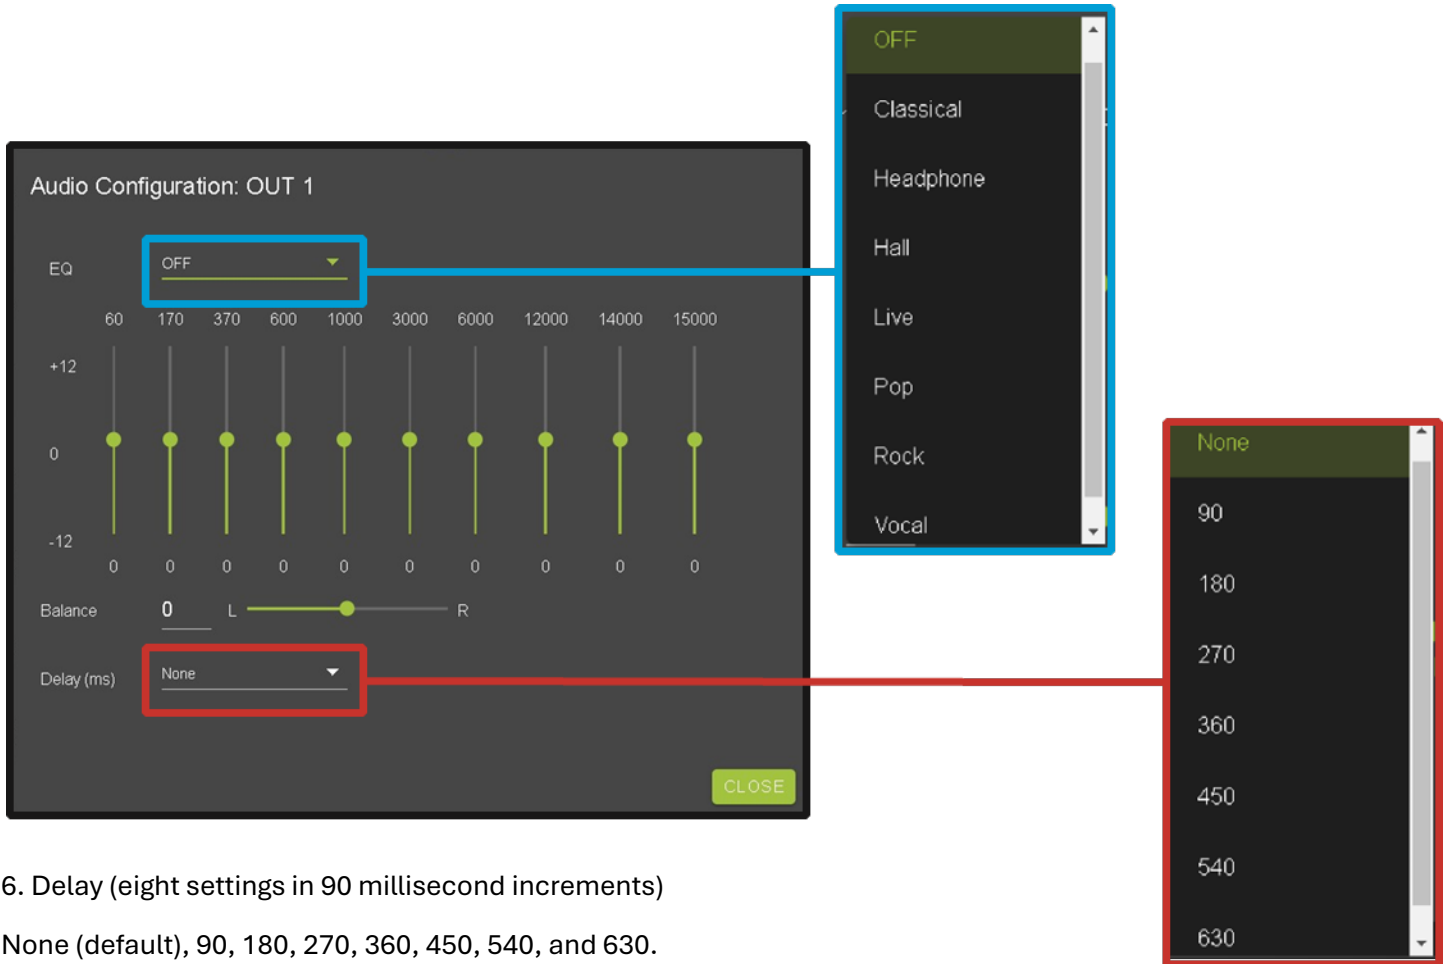 Audio Configuration: OUT 1
EQ
OFF
60 170 370 600 1000 3000 6000 12000 14000 15000
+12
0
-12
0 0 0 0 0 0 0 0 0 0
Balance 0 L R
Delay (ms) None
CLOSE
OFF
Classical
Headphone
Hall
Live
Pop
Rock
Vocal
None
90
180
270
360
450
540
630
6. Delay (eight settings in 90 millisecond increments)
None (default), 90, 180, 270, 360, 450, 540, and 630.